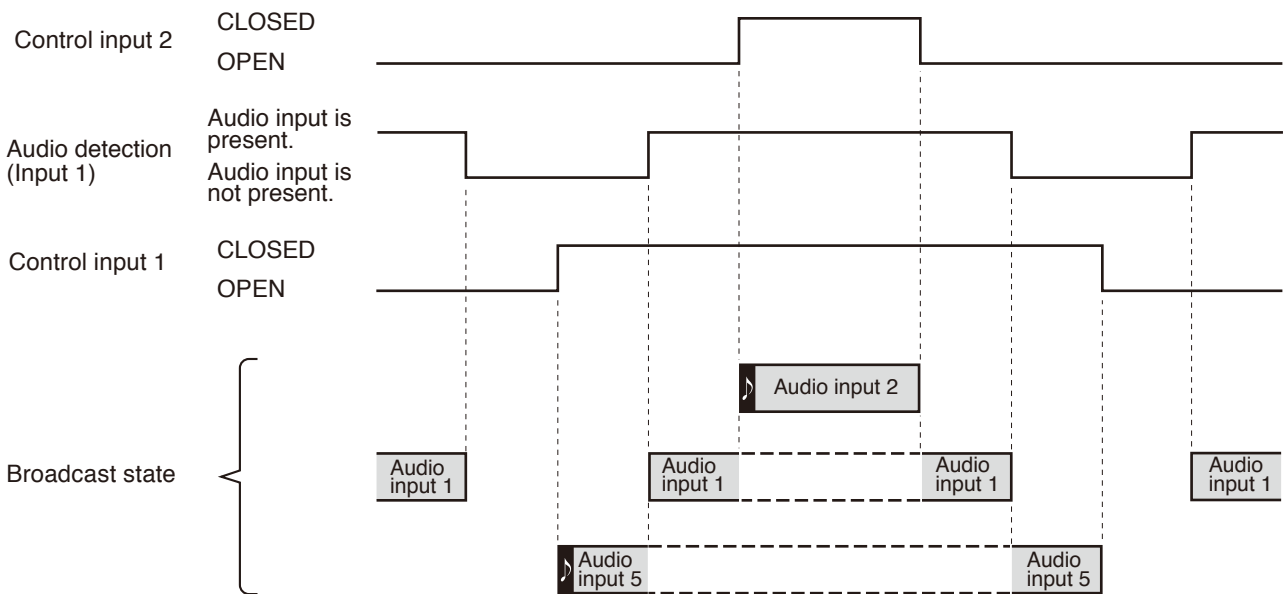 Control input 2
CLOSED
OPEN
Audio detection
(Input 1)
Audio input is
present.
Audio input is
not present.
Control input 1
CLOSED
OPEN
Broadcast state
Audio input 2
Audio
input 1
Audio
input 1
Audio
input 1
Audio
input 1
Audio
input 5
Audio
input 5